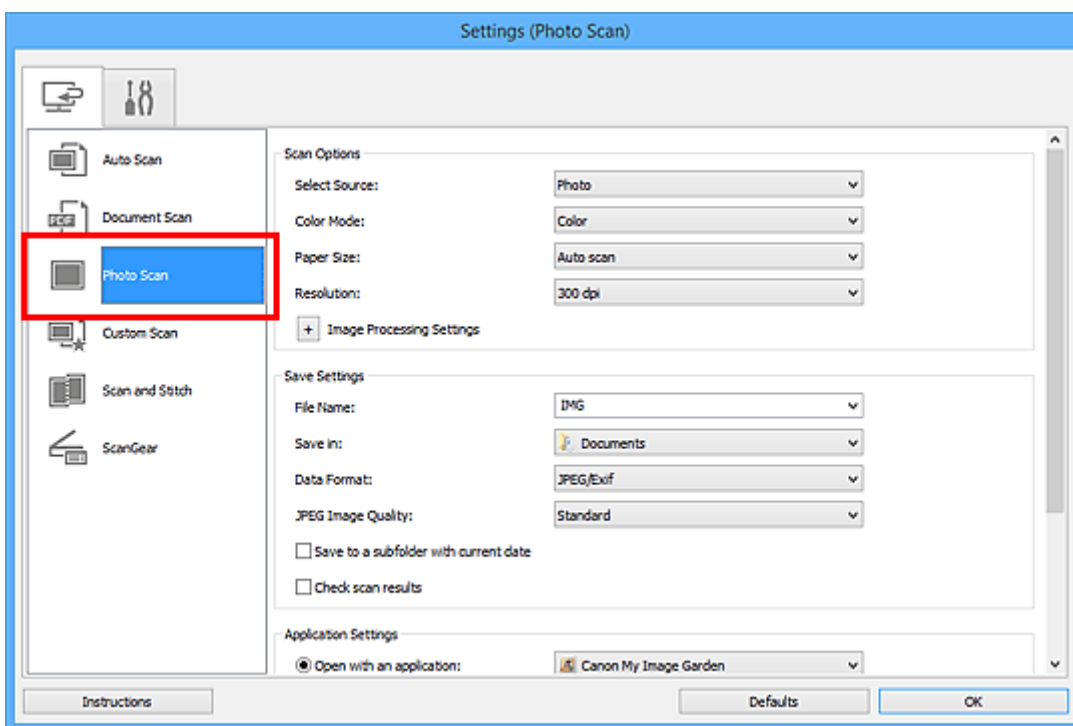 Settings (Photo Scan)
Auto Scan
PDF
Document Scan
Photo Scan
Custom Scan
Scan and Stitch
ScanGear
Scan Options
Select Source: Photo
Color Mode: Color
Paper Size: Auto scan
Resolution: 300 dpi
+ Image Processing Settings
Save Settings
File Name: IMG
Save in: Documents
Data Format: JPEG/Exif
JPEG Image Quality: Standard
Save to a subfolder with current date
Check scan results
Application Settings
Open with an application: Canon My Image Garden
Instructions
Defaults
OK